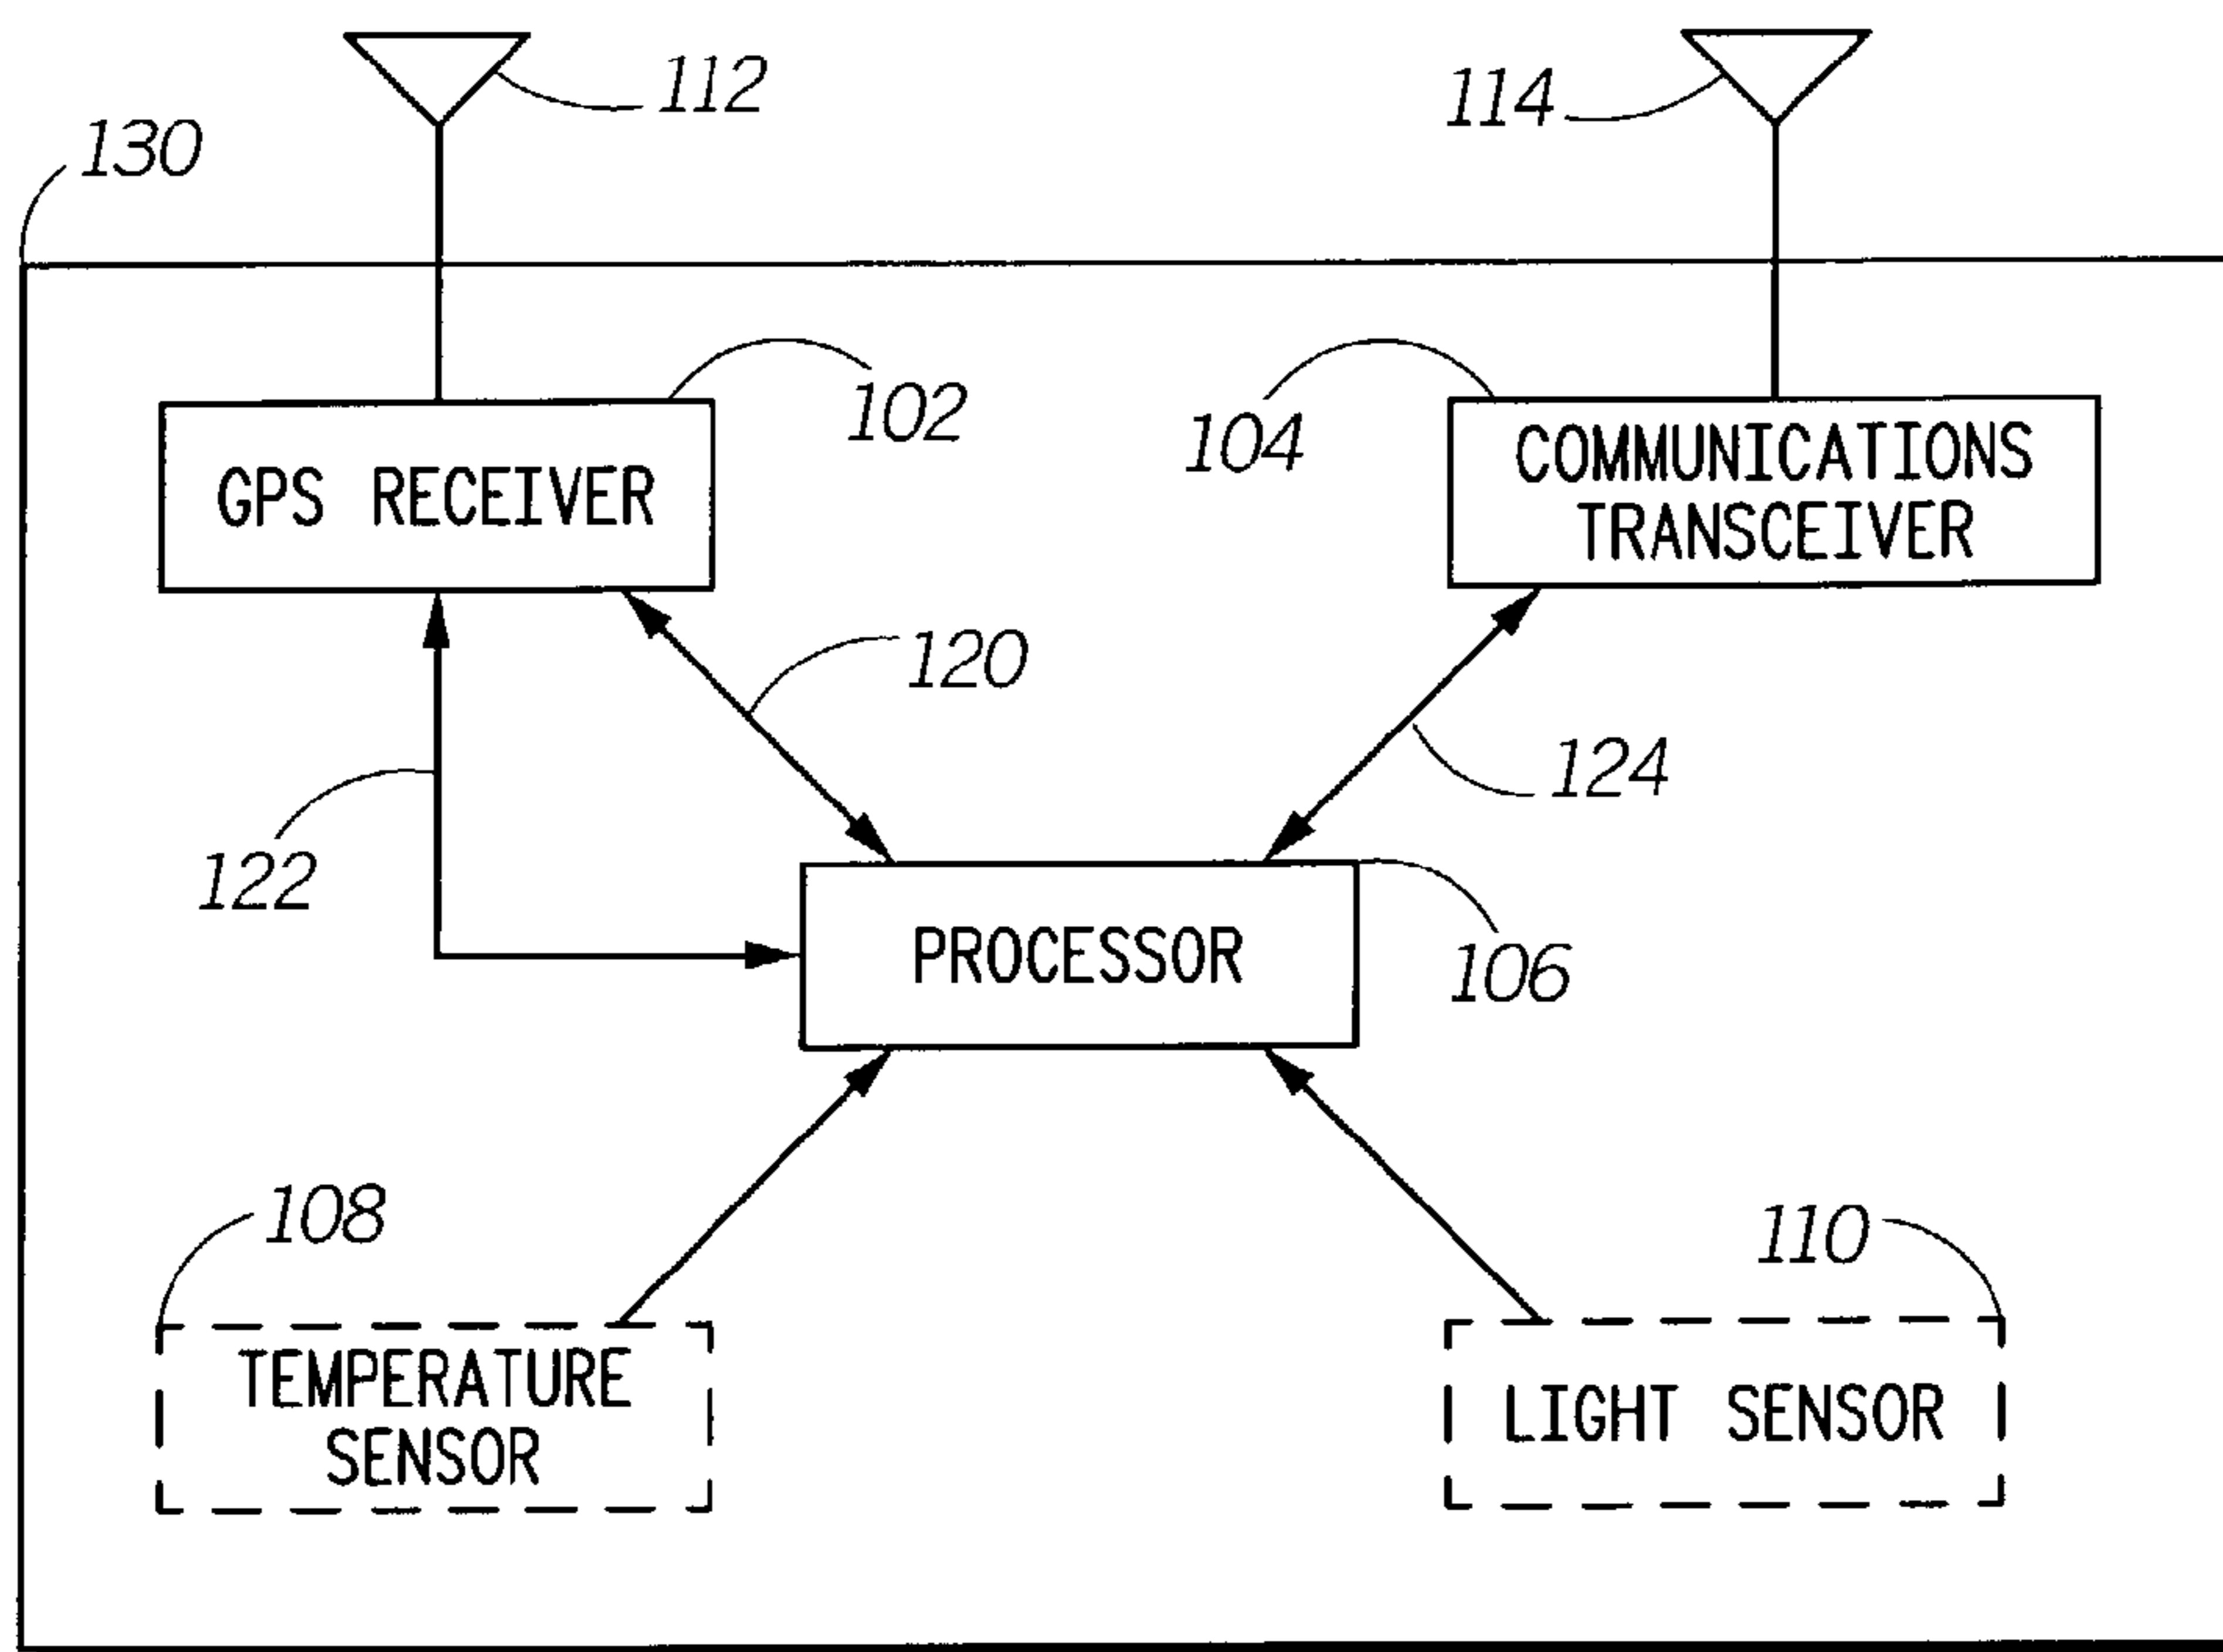 112
114
130
102
104
GPS RECEIVER
COMMUNICATIONS
TRANSCEIVER
120
124
122
PROCESSOR
106
108
110
TEMPERATURE
SENSOR
LIGHT SENSOR